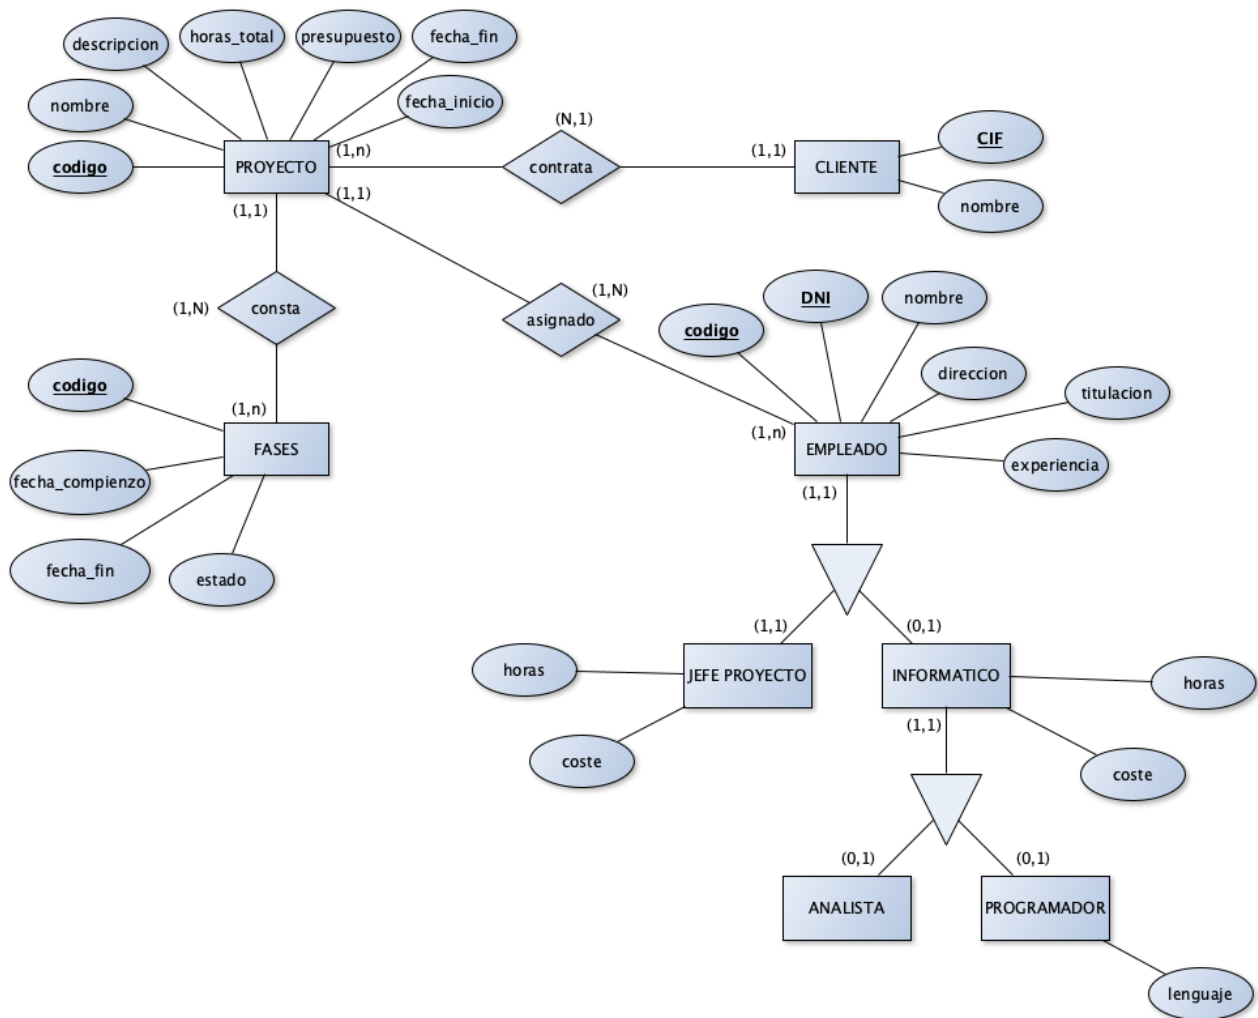 descripcion
horas_total
presupuesto
fecha_fin
nombre
fecha_inicio
codigo
PROYECTO
(1,n)
(N,1)
contrata
(1,1)
CLIENTE
CIF
nombre
(1,1)
(1,1)
(1,N)
consta
(1,N)
asignado
codigo
DNI
nombre
direccion
titulacion
experiencia
(1,n)
EMPLEADO
(1,1)
codigo
(1,n)
FASES
fecha_compienzo
fecha_fin
estado
(1,1)
(0,1)
horas
JEFE PROYECTO
INFORMATICO
horas
coste
(1,1)
coste
(0,1)
(0,1)
ANALISTA
PROGRAMADOR
lenguaje